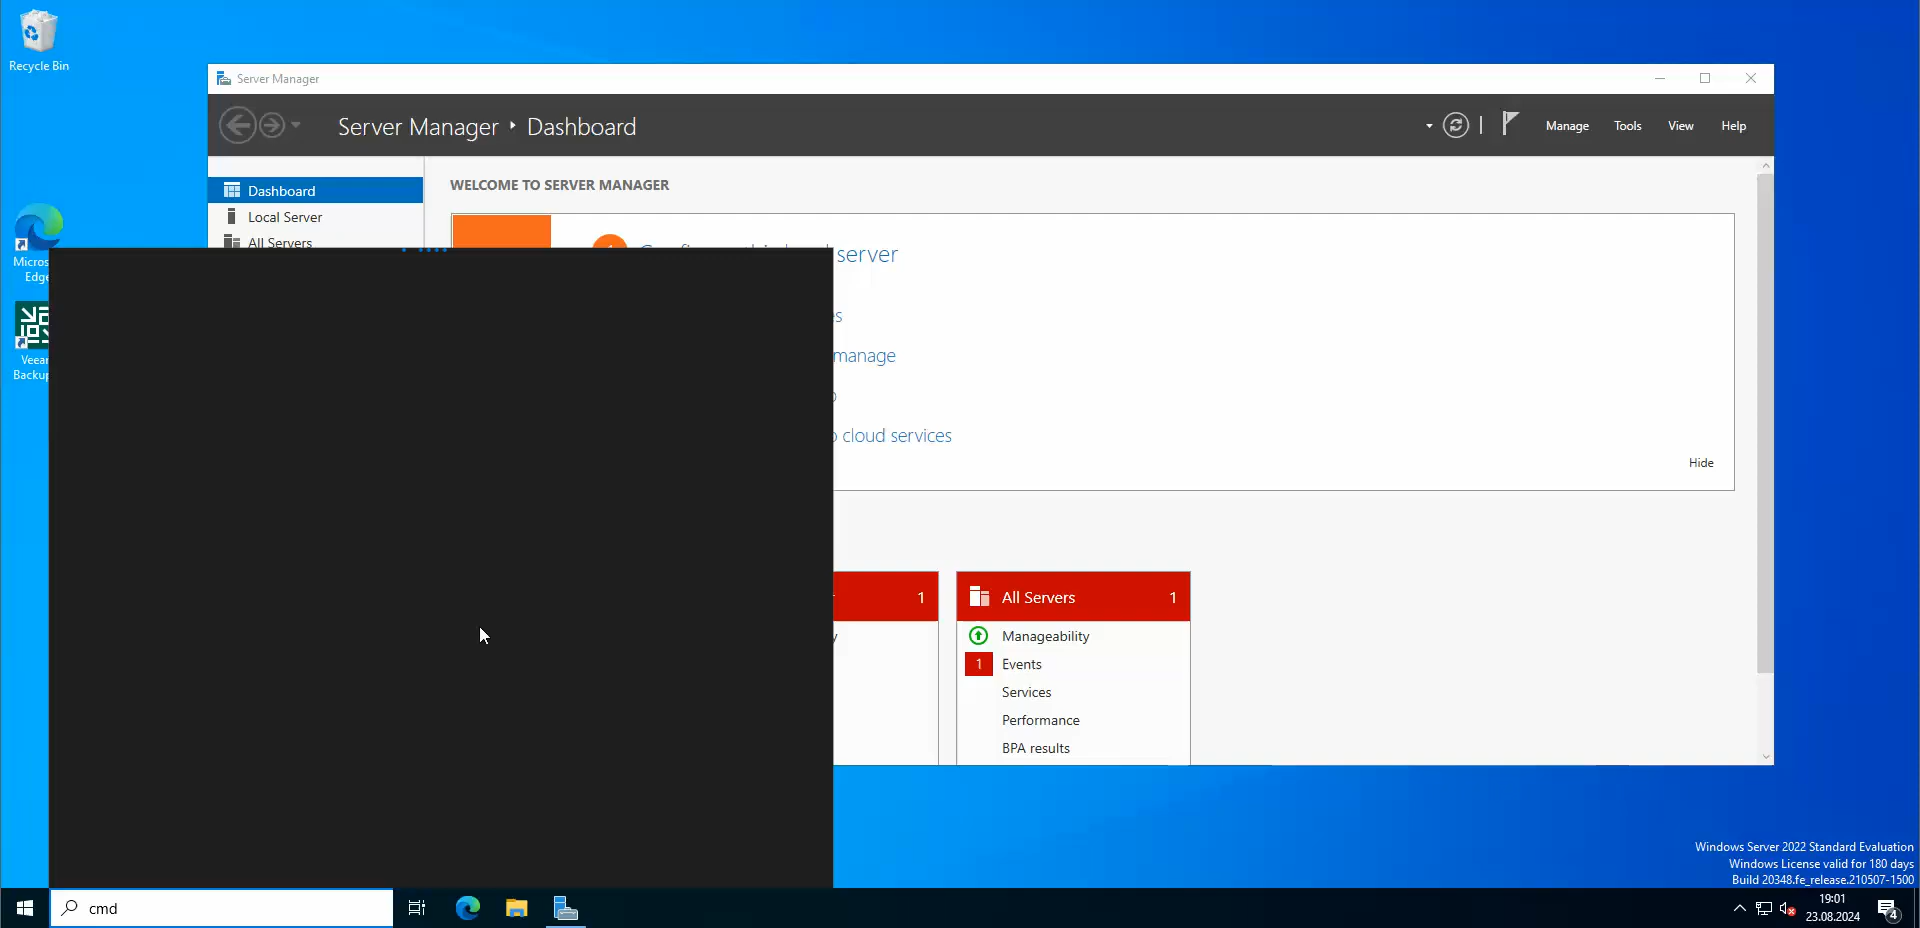 Recycle Bin
Server Manager
Server Manager Dashboard
Manage Tools View Help
WELCOME TO SERVER MANAGER
Dashboard
Local Server
All Servers
server
Edge
manage
cloud services
Hide
1
All Servers 1
Manageability
1 Events
Services
Performance
BPA results
Windows Server 2022 Standard Evaluation
Windows License valid for 180 days
Build 20348.fe_release.210507-1500
cmd
19:01
23.08.2024
4